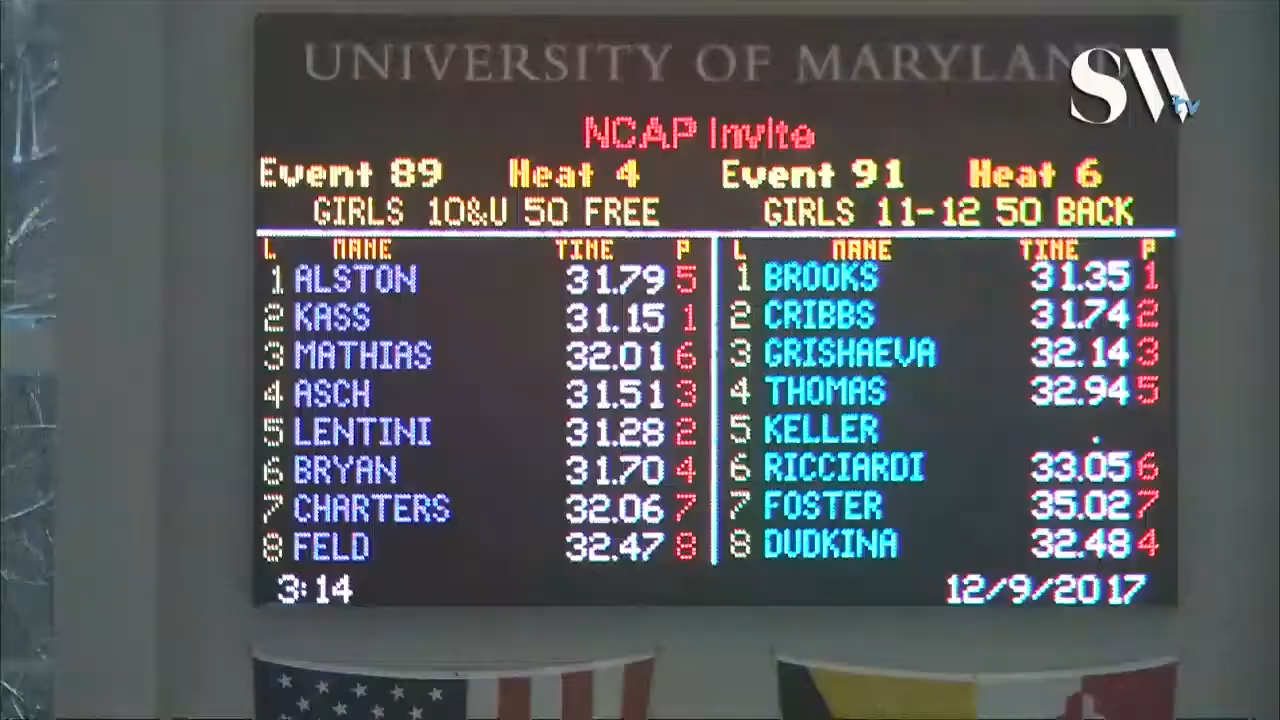 UNIVERSITY OF MARYLAND
SW
tv
NCAP Invite
Event 89 Heat 4 Event 91 Heat 6
GIRLS 10&U 50 FREE GIRLS 11-12 50 BACK
L NAME TIME P L NAME TIME P
1 ALSTON 31.79 5 1 BROOKS 31.35 1
2 KASS 31.15 1 2 CRIBBS 31.74 2
3 MATHIAS 32.01 6 3 GRISHAEVA 32.14 3
4 ASCH 31.51 3 4 THOMAS 32.94 5
5 LENTINI 31.28 2 5 KELLER .
6 BRYAN 31.70 4 6 RICCIARDI 33.05 6
7 CHARTERS 32.06 7 7 FOSTER 35.02 7
8 FELD 32.47 8 8 DUDKINA 32.48 4
3:14 12/9/2017